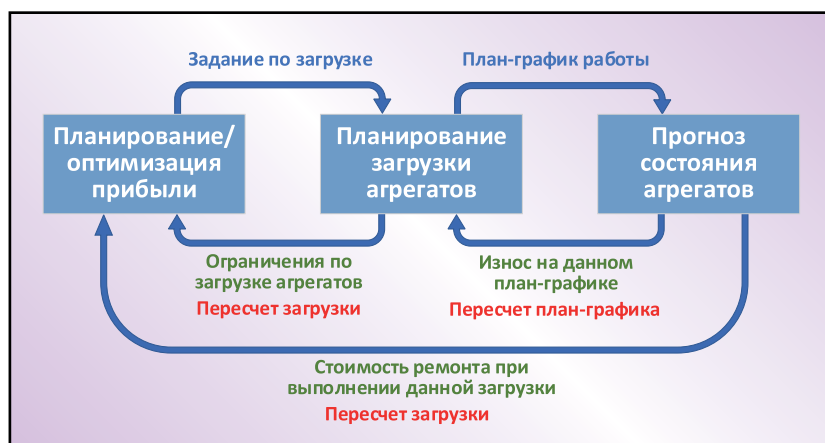 Задание по загрузке
План-график работы
Планирование/
оптимизация
прибыли
Планирование
загрузки
агрегатов
Прогноз
состояния
агрегатов
Ограничения по
загрузке агрегатов
Пересчет загрузки
Износ на данном
план-графике
Пересчет план-графика
Стоимость ремонта при
выполнении данной загрузки
Пересчет загрузки